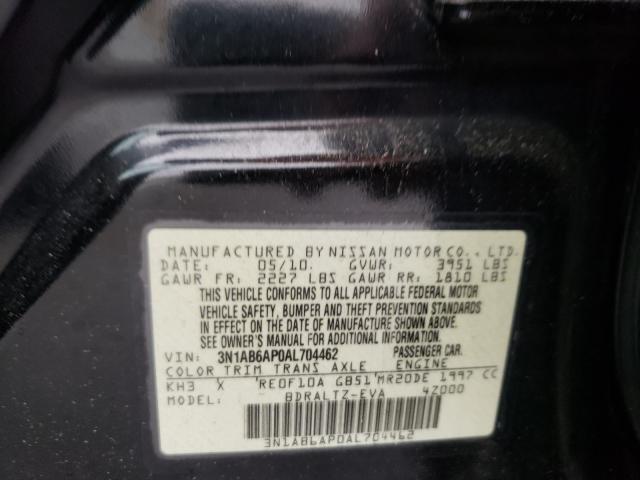 MANUFACTURED BY NISSAN MOTOR CO., LTD.
DATE: 05/10. GVWR: 3951 LBS
GAWR FR: 2227 LBS GAWR RR: 1810 LBS
THIS VEHICLE CONFORMS TO ALL APPLICABLE FEDERAL MOTOR
VEHICLE SAFETY, BUMPER AND THEFT PREVENTION STANDARDS
IN EFFECT ON THE DATE OF MANUFACTURE SHOWN ABOVE.
SEE OWNER'S MANUAL FOR ADDITIONAL INFORMATION.
VIN: 3N1AB6AP0AL704462 PASSENGER CAR.
COLOR TRIM TRANS AXLE ENGINE
KH3 X RE0F10A GB51 MR20DE 1997 CC
MODEL: BDRALTZ-EVA 4Z000
3N1AB6AP0AL704462